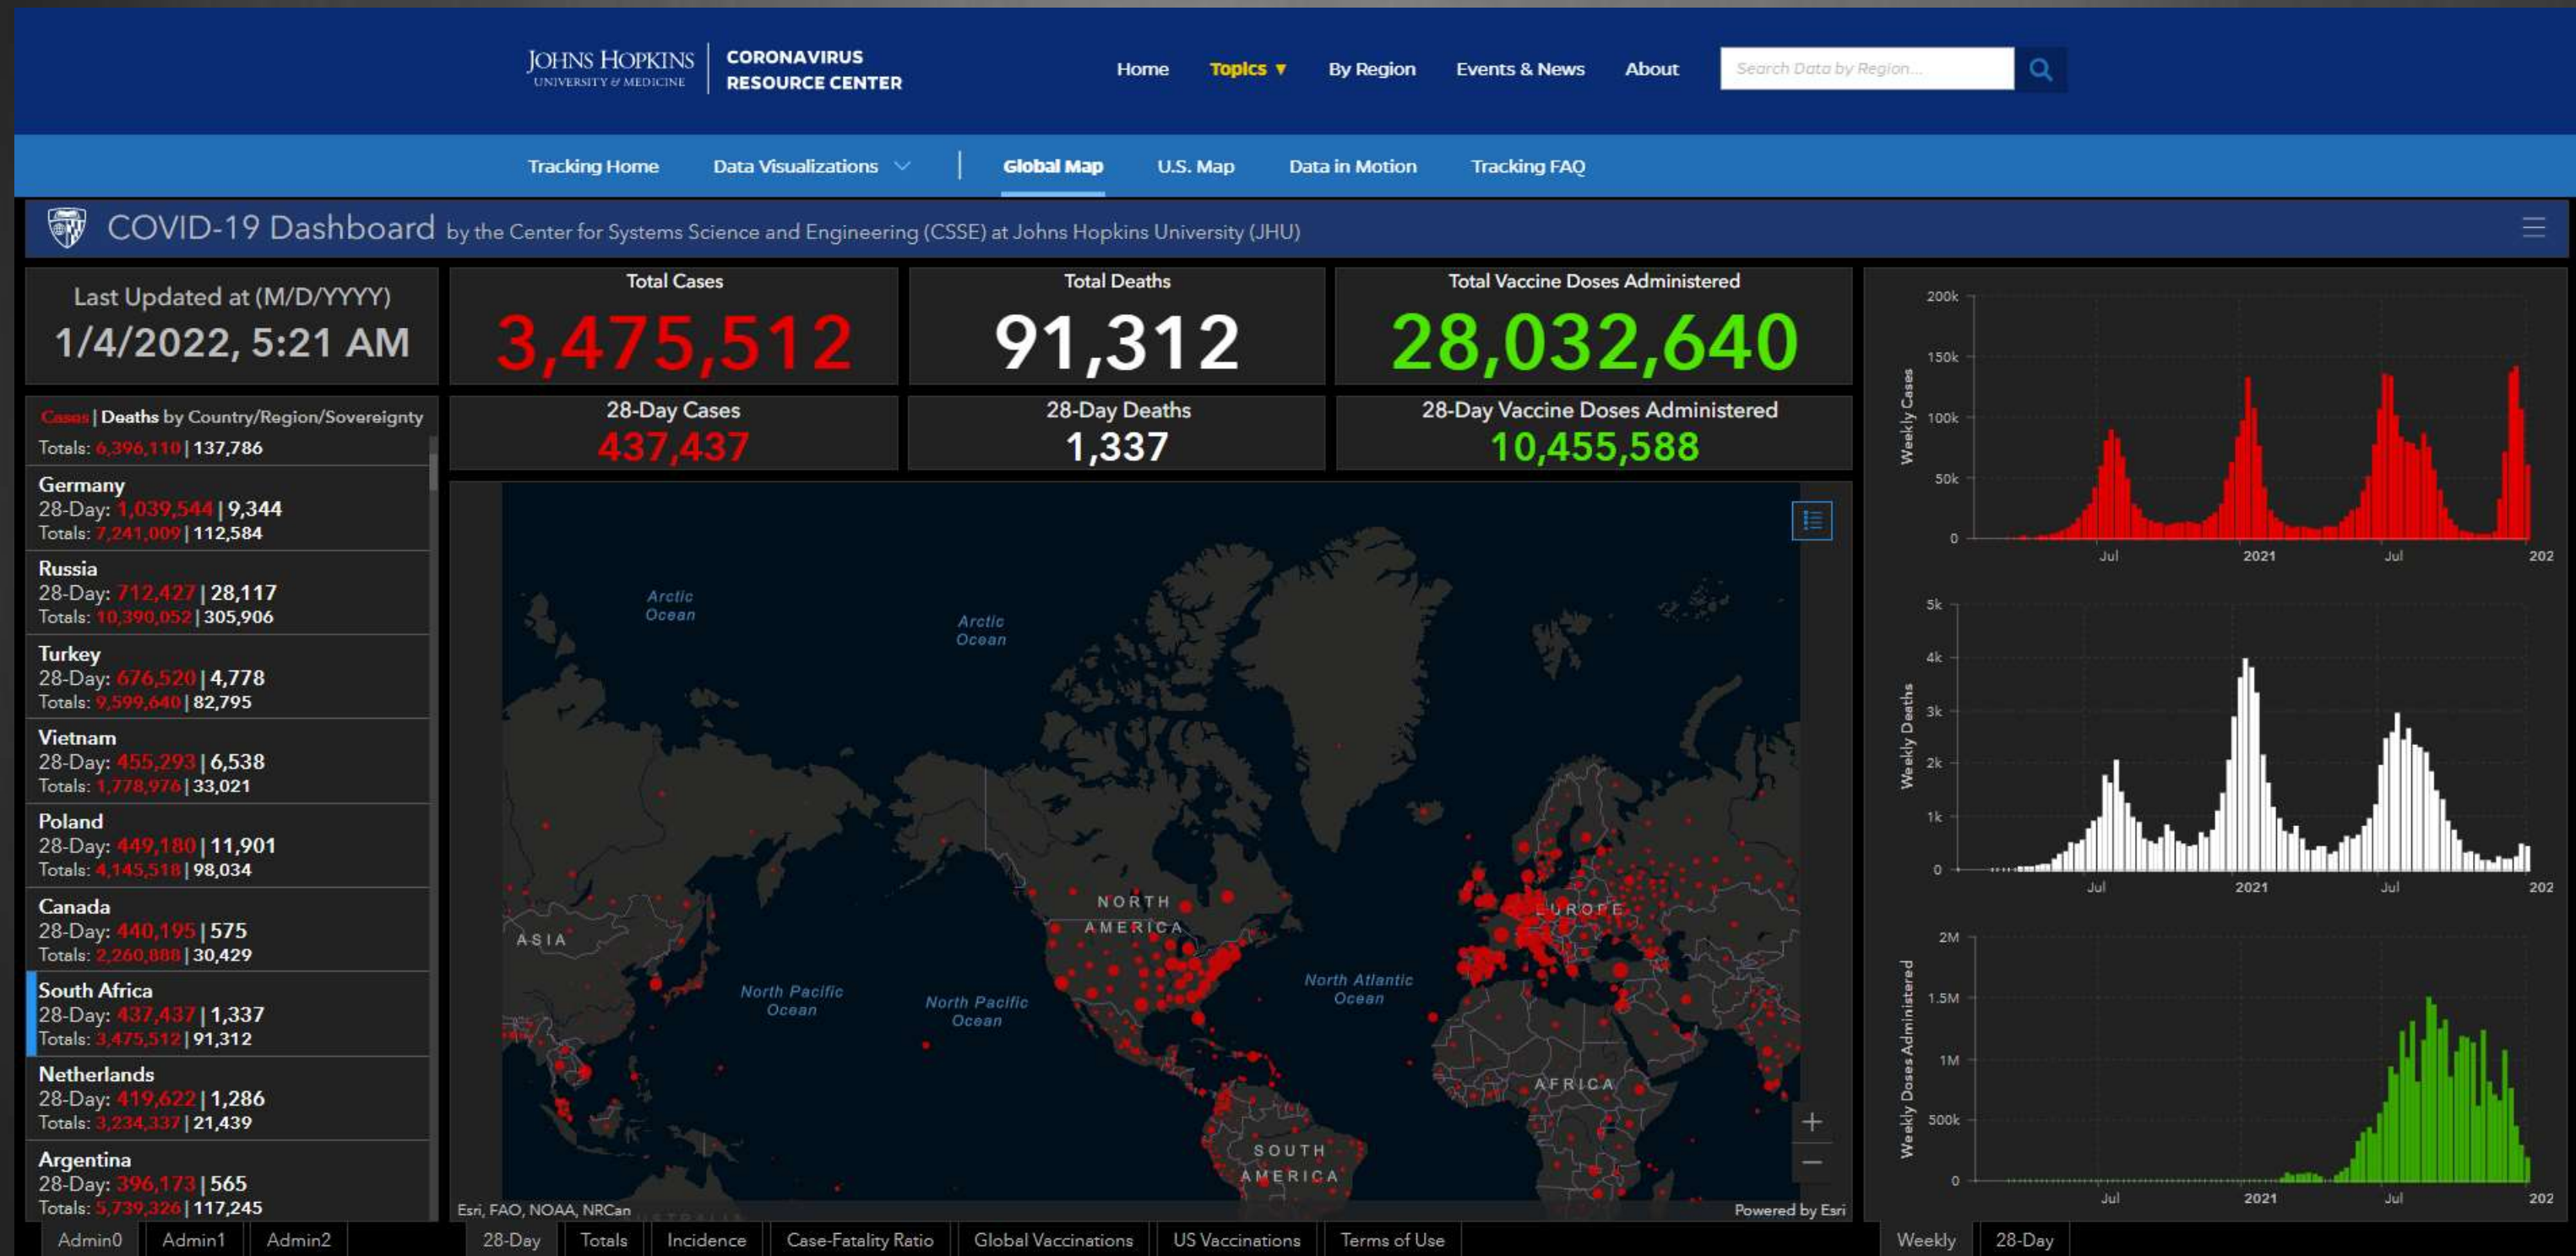 JOHNS HOPKINS
UNIVERSITY & MEDICINE
CORONAVIRUS
RESOURCE CENTER
Home
Topics ▼
By Region
Events & News
About
Search Data by Region...
Tracking Home
Data Visualizations
Global Map
U.S. Map
Data in Motion
Tracking FAQ
COVID-19 Dashboard by the Center for Systems Science and Engineering (CSSE) at Johns Hopkins University (JHU)
Last Updated at (M/D/YYYY)
1/4/2022, 5:21 AM
Cases | Deaths by Country/Region/Sovereignty
Totals: 6,396,110 | 137,786
Germany
28-Day: 1,039,544 | 9,344
Totals: 7,241,009 | 112,584
Russia
28-Day: 712,427 | 28,117
Totals: 10,390,052 | 305,906
Turkey
28-Day: 676,520 | 4,778
Totals: 9,599,640 | 82,795
Vietnam
28-Day: 455,293 | 6,538
Totals: 1,778,976 | 33,021
Poland
28-Day: 449,180 | 11,901
Totals: 4,145,518 | 98,034
Canada
28-Day: 440,195 | 575
Totals: 2,260,888 | 30,429
South Africa
28-Day: 437,437 | 1,337
Totals: 3,475,512 | 91,312
Netherlands
28-Day: 419,622 | 1,286
Totals: 3,234,337 | 21,439
Argentina
28-Day: 396,173 | 565
Totals: 5,739,326 | 117,245
Admin0
Admin1
Admin2
Total Cases
3,475,512
Total Deaths
91,312
Total Vaccine Doses Administered
28,032,640
28-Day Cases
437,437
28-Day Deaths
1,337
28-Day Vaccine Doses Administered
10,455,588
Arctic
Ocean
Arctic
Ocean
NORTH
AMERICA
EUROPE
ASIA
North Pacific
Ocean
North Pacific
Ocean
North Atlantic
Ocean
AFRICA
SOUTH
AMERICA
AUSTRALIA
Esri, FAO, NOAA, NRCan
Powered by Esri
28-Day
Totals
Incidence
Case-Fatality Ratio
Global Vaccinations
US Vaccinations
Terms of Use
Weekly Cases
200k
150k
100k
50k
0
Jul
2021
Jul
202
Weekly Deaths
5k
4k
3k
2k
1k
0
Jul
2021
Jul
202
Weekly Doses Administered
2M
1.5M
1M
500k
0
Jul
2021
Jul
202
Weekly
28-Day